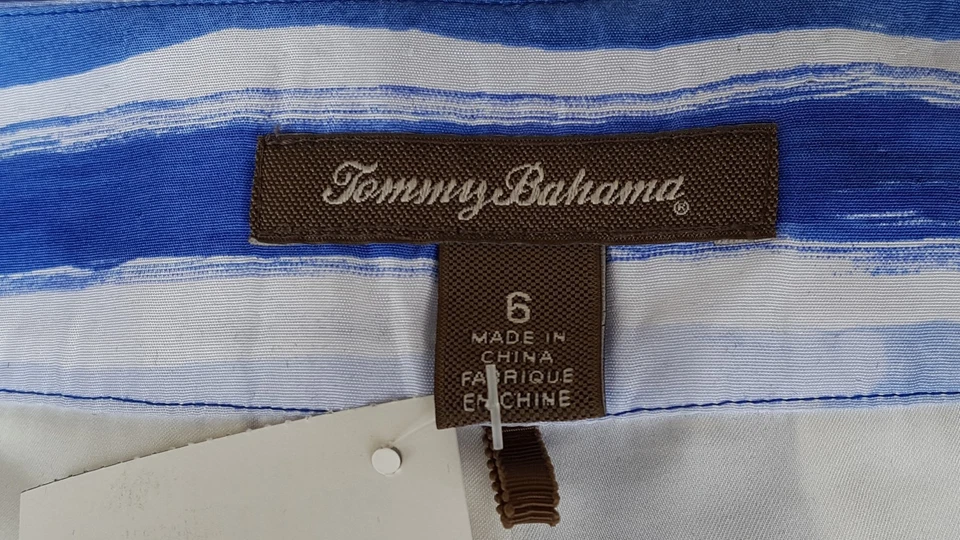 Tommy Bahama®
6
MADE IN
CHINA
FABRIQUE
EN CHINE